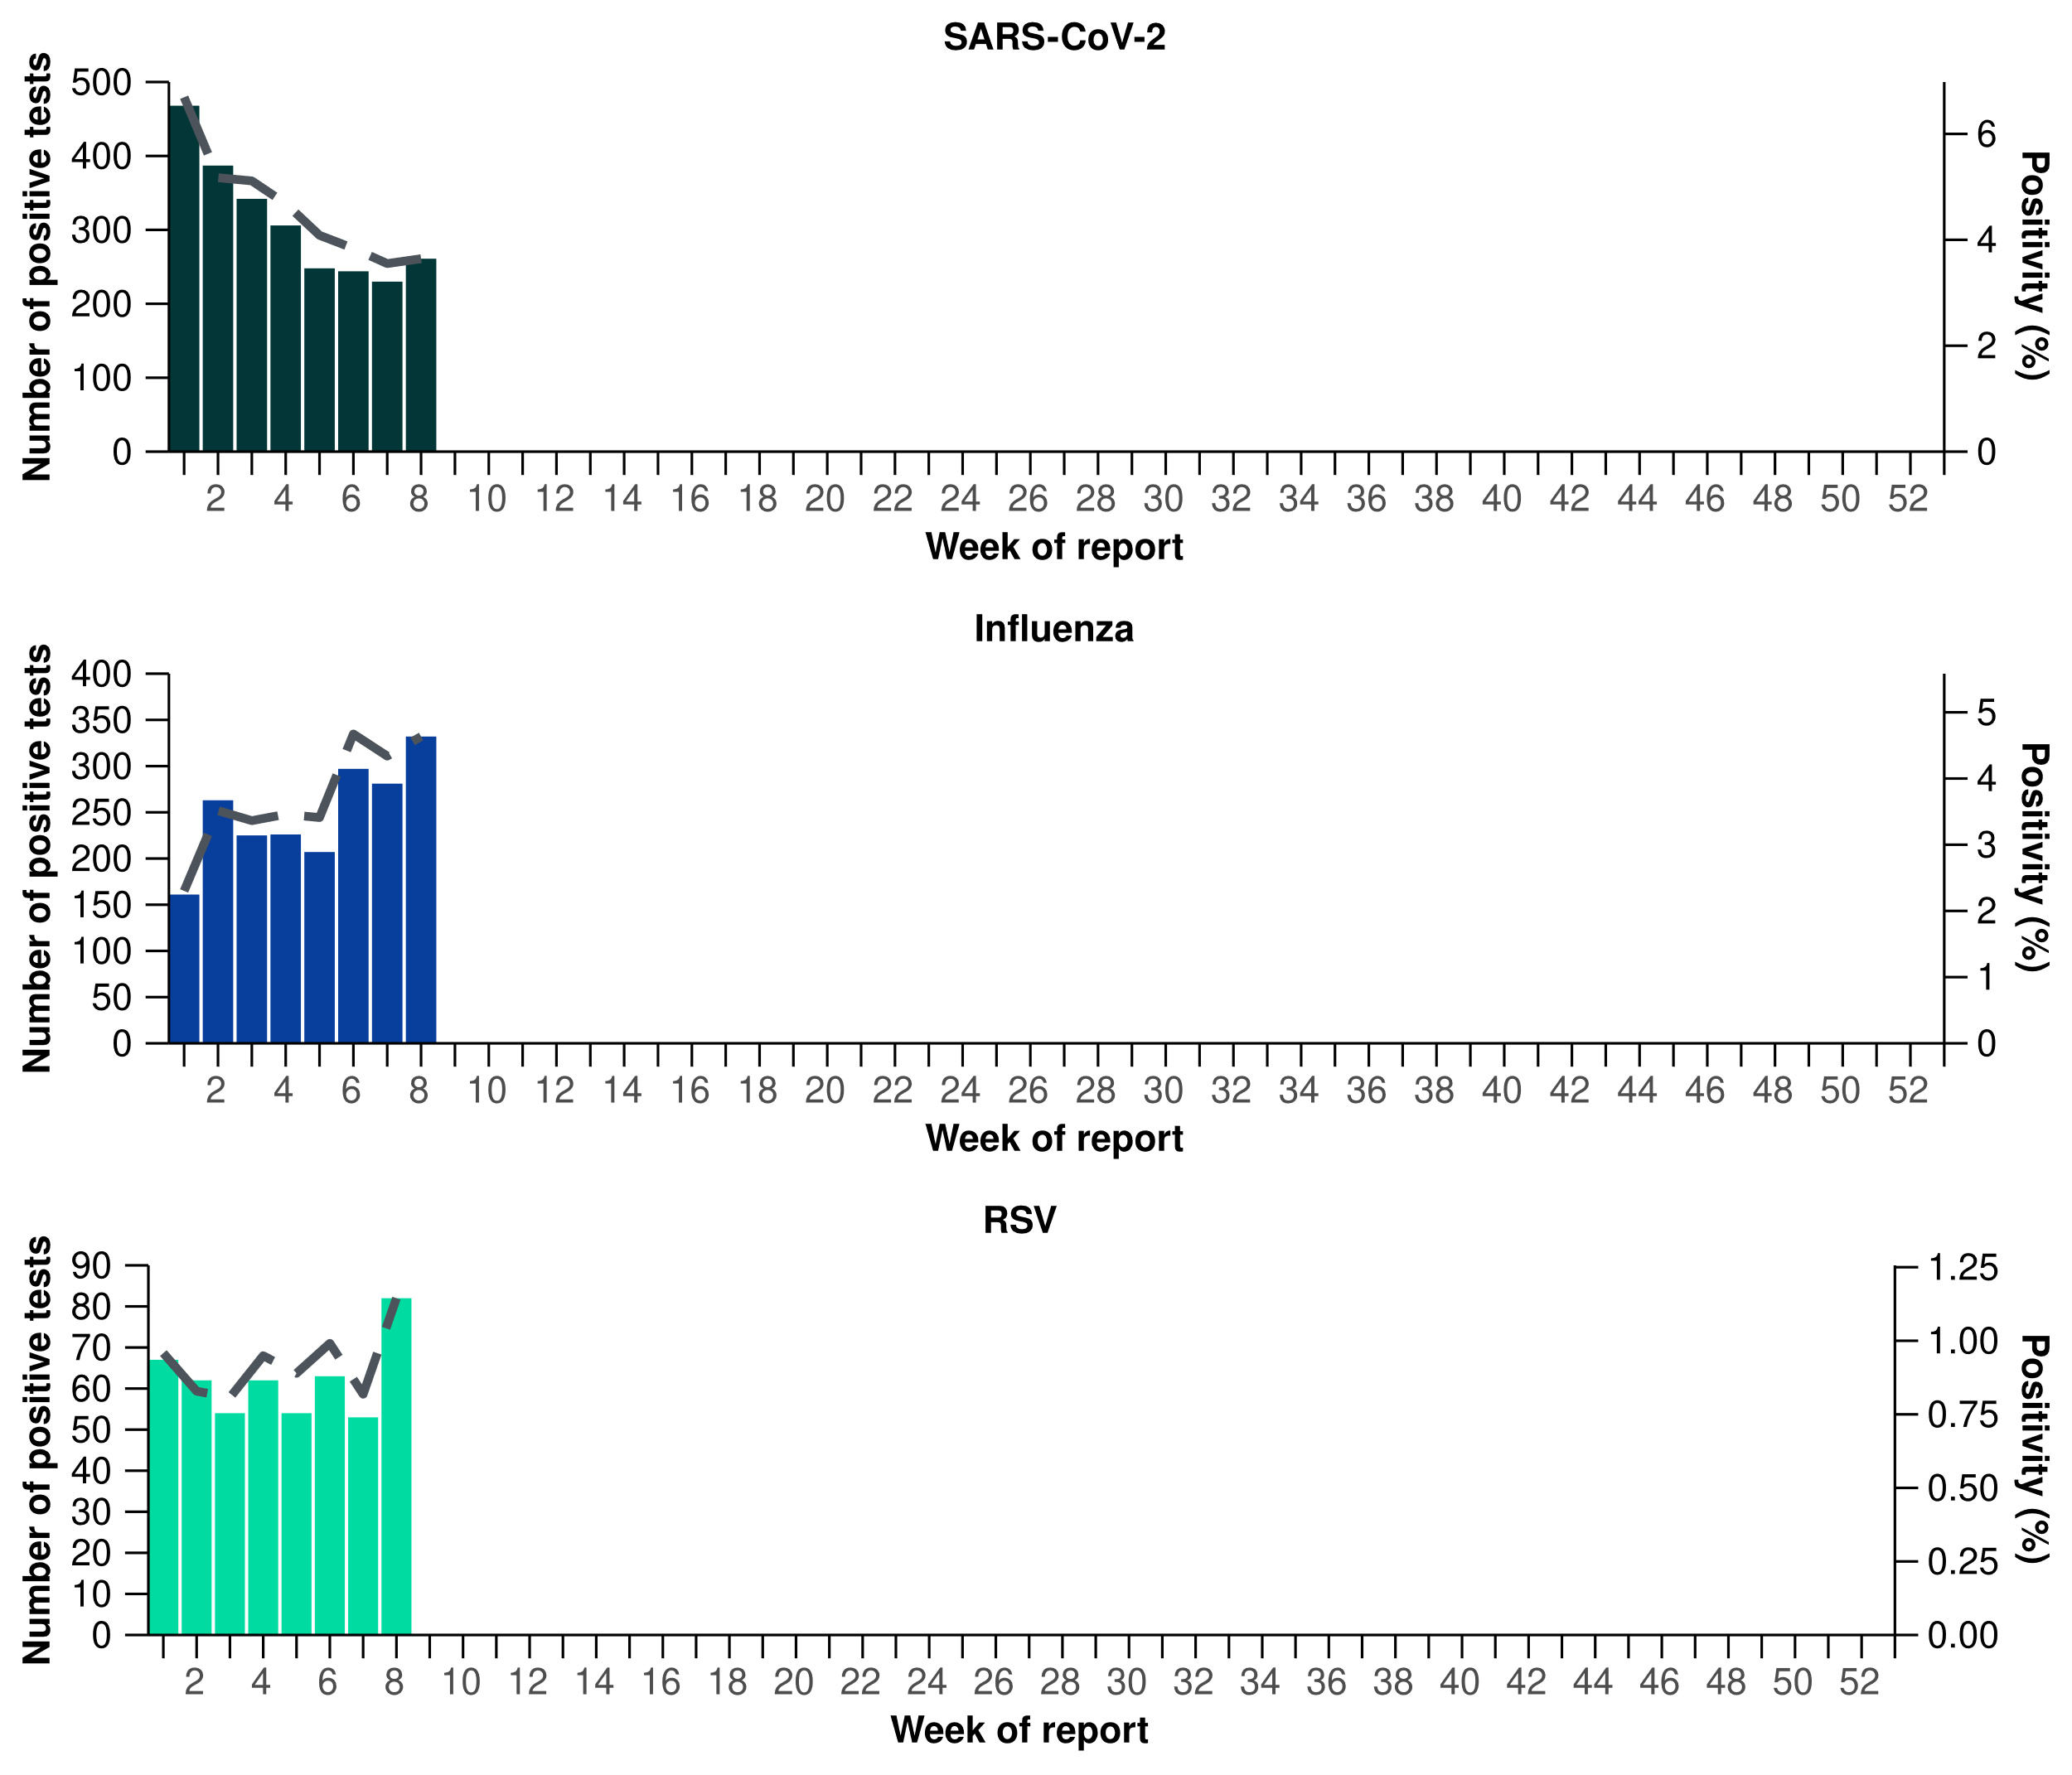 SARS-CoV-2
Number of positive tests
500
400
300
200
100
0
6
4
2
0
Positivity (%)
2 4 6 8 10 12 14 16 18 20 22 24 26 28 30 32 34 36 38 40 42 44 46 48 50 52
Week of report
Influenza
Number of positive tests
400
350
300
250
200
150
100
50
0
5
4
3
2
1
0
Positivity (%)
2 4 6 8 10 12 14 16 18 20 22 24 26 28 30 32 34 36 38 40 42 44 46 48 50 52
Week of report
RSV
Number of positive tests
90
80
70
60
50
40
30
20
10
0
1.25
1.00
0.75
0.50
0.25
0.00
Positivity (%)
2 4 6 8 10 12 14 16 18 20 22 24 26 28 30 32 34 36 38 40 42 44 46 48 50 52
Week of report